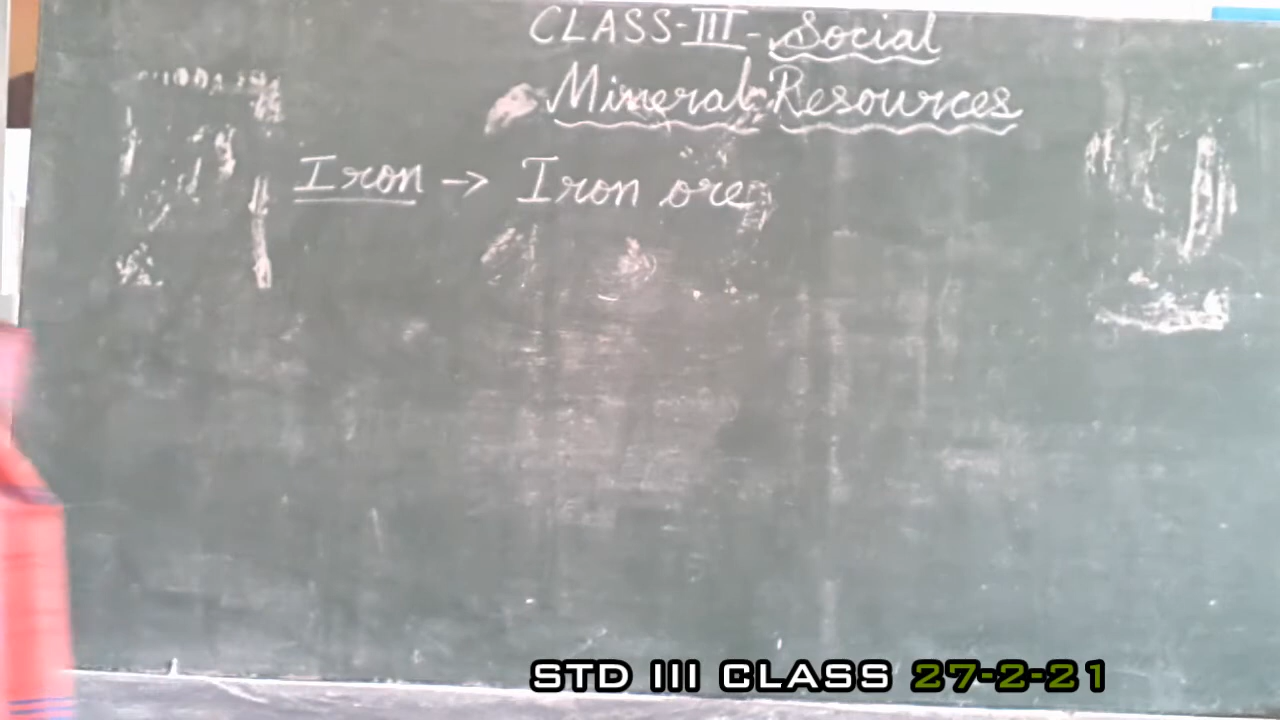 CLASS-III-Social
Mineral Resources
Iron → Iron ore
STD III CLASS 27-2-21